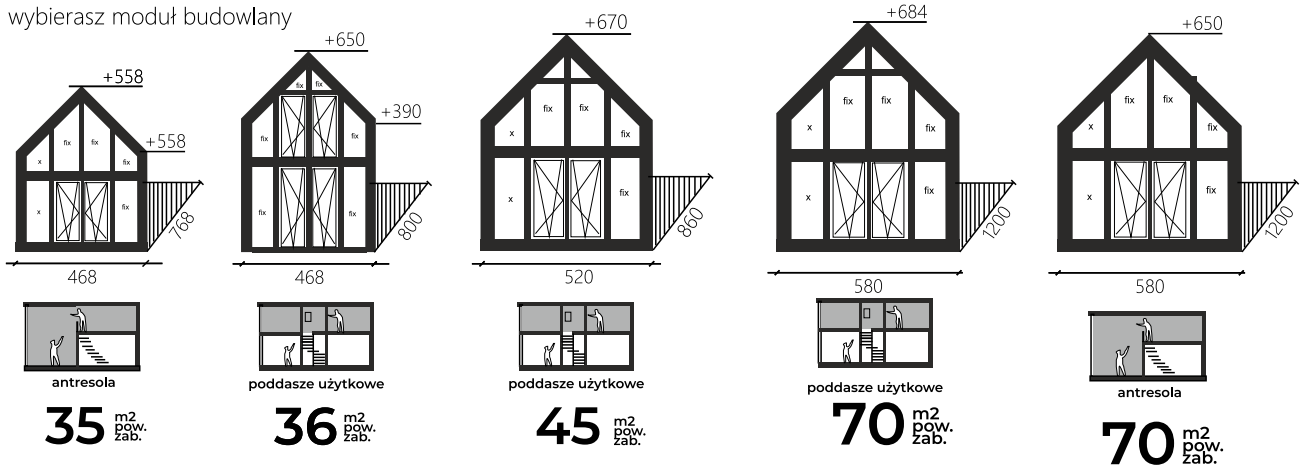 wybierasz moduł budowlany
+558
+558
fix
fix
x
fix
x
fix
768
468
antresola
35 m2 pow. zab.
+650
+390
fix
fix
fix
fix
fix
fix
800
468
poddasze użytkowe
36 m2 pow. zab.
+670
fix
fix
x
fix
x
fix
860
520
poddasze użytkowe
45 m2 pow. zab.
+684
fix
fix
x
fix
x
fix
1200
580
poddasze użytkowe
70 m2 pow. zab.
+650
fix
fix
x
fix
x
fix
1200
580
antresola
70 m2 pow. zab.